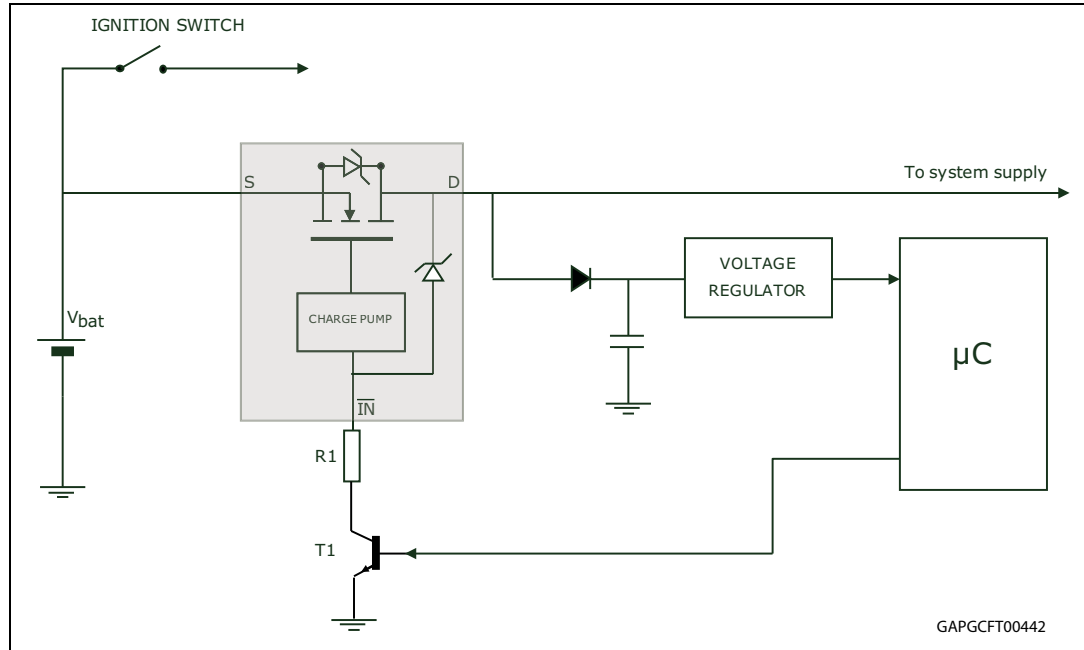 IGNITION SWITCH
S
D
To system supply
VOLTAGE
REGULATOR
Vbat
CHARGE PUMP
µC
IN
R1
T1
GAPGCFT00442